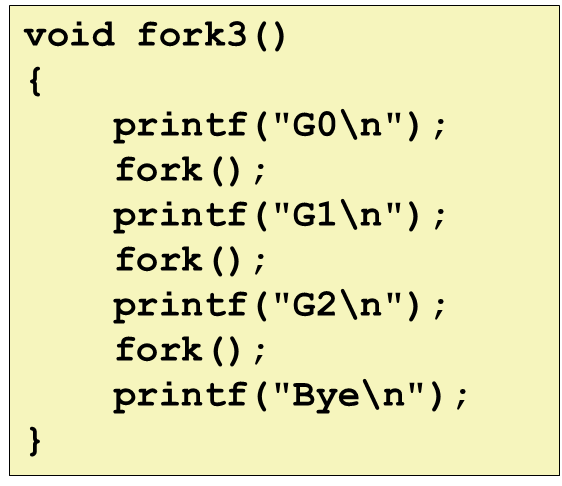 void fork3()
{
    printf("G0\n");
    fork();
    printf("G1\n");
    fork();
    printf("G2\n");
    fork();
    printf("Bye\n");
}